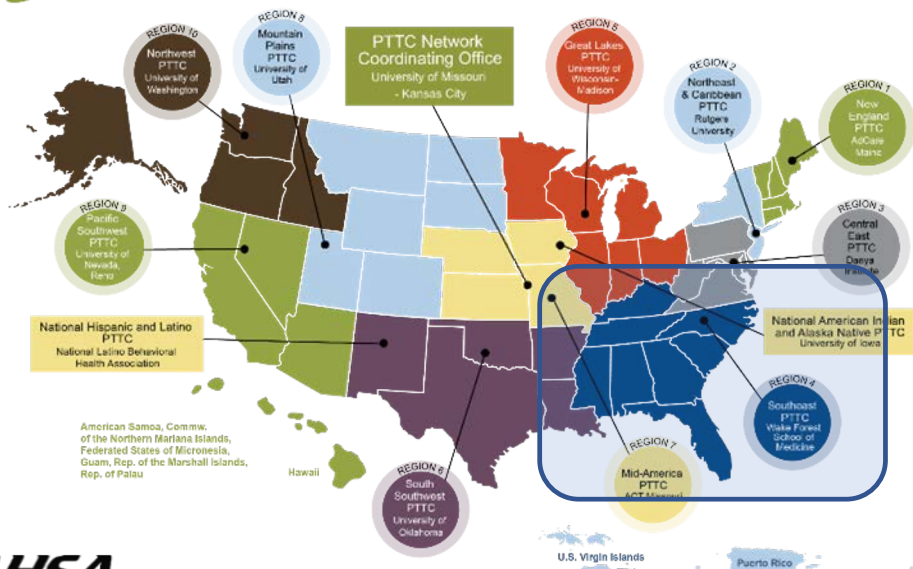 REGION 10
Northwest
PTTC
University of
Washington
REGION 8
Mountain
Plains
PTTC
University of
Utah
PTTC Network
Coordinating Office
University of Missouri
- Kansas City
REGION 5
Great Lakes
PTTC
University of
Wisconsin-
Madison
REGION 2
Northeast
& Caribbean
PTTC
Rutgers
University
REGION 1
New
England
PTTC
AdCare
Maine
REGION 9
Pacific
Southwest
PTTC
University of
Nevada,
Reno
REGION 3
Central
East
PTTC
Danya
Institute
National Hispanic and Latino
PTTC
National Latino Behavioral
Health Association
National American Indian
and Alaska Native PTTC
University of Iowa
REGION 4
Southeast
PTTC
Wake Forest
School of
Medicine
American Samoa, Commw.
of the Northern Mariana Islands,
Federated States of Micronesia,
Guam, Rep. of the Marshall Islands,
Rep. of Palau
Hawaii
REGION 6
South
Southwest
PTTC
University of
Oklahoma
REGION 7
Mid-America
PTTC
ACT Missouri
U.S. Virgin Islands
Puerto Rico